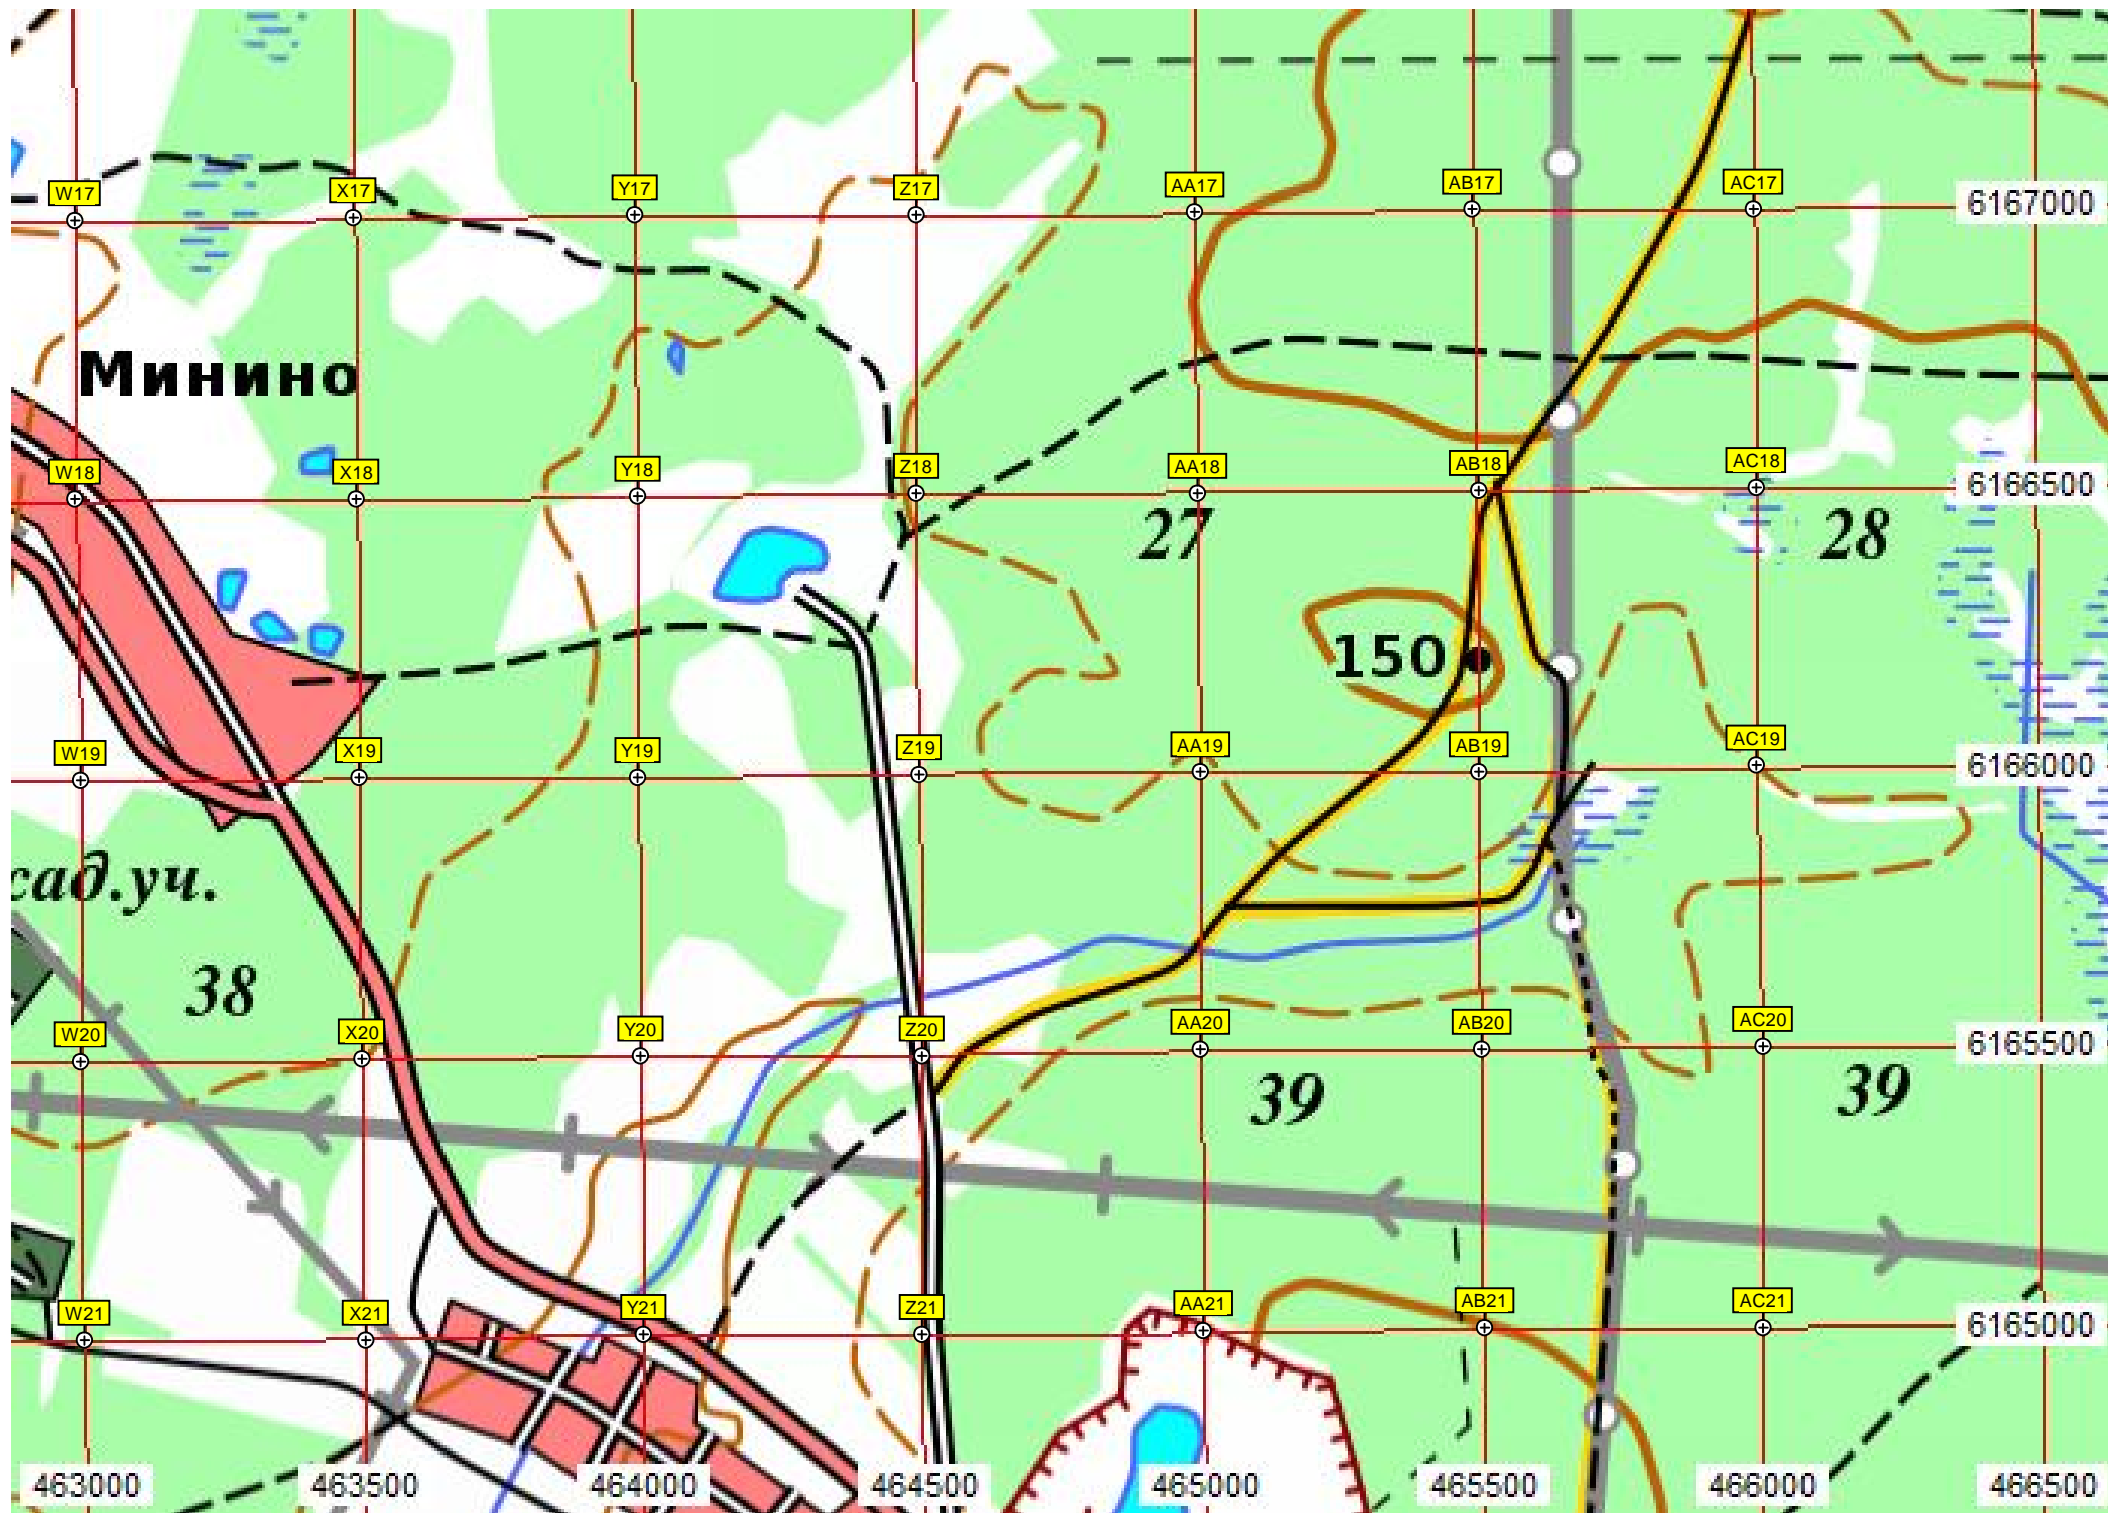 W17 X17 Y17 Z17 AA17 AB17 AC17
6167000
Минино
W18 X18 Y18 Z18 AA18 AB18 AC18
6166500
27 28
150
W19 X19 Y19 Z19 AA19 AB19 AC19
6166000
сад.уч.
38
W20 X20 Y20 Z20 AA20 AB20 AC20
6165500
39 39
W21 X21 Y21 Z21 AA21 AB21 AC21
6165000
463000 463500 464000 464500 465000 465500 466000 466500